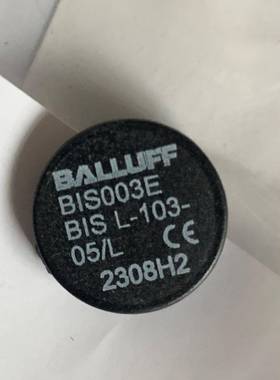 BALLUFF
BIS003E
BIS L-103-
05/L CE
2308H2